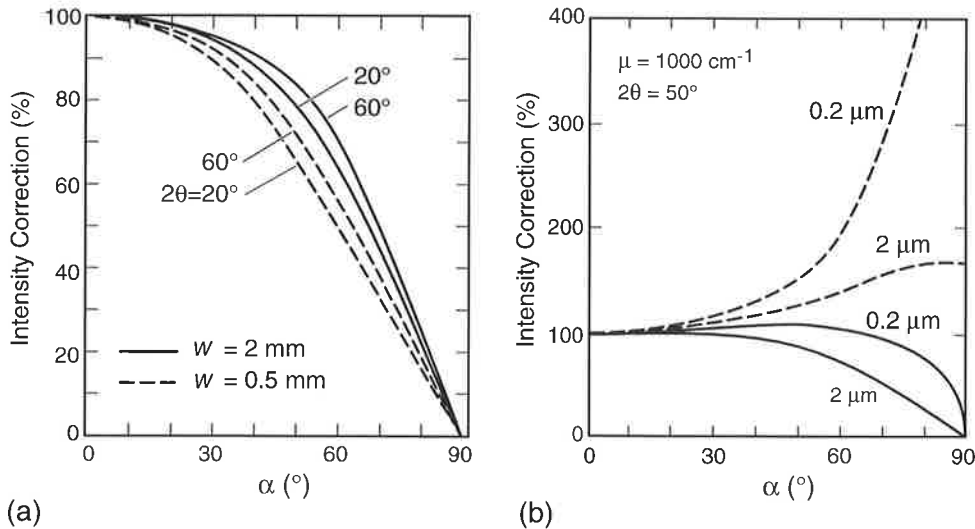 100
80
60
40
20
0
Intensity Correction (%)
20°
60°
60°
2θ=20°
w = 2 mm
w = 0.5 mm
0
30
60
90
α (°)
(a)
400
300
200
100
0
Intensity Correction (%)
μ = 1000 cm-1
2θ = 50°
0.2 μm
2 μm
0.2 μm
2 μm
0
30
60
90
α (°)
(b)